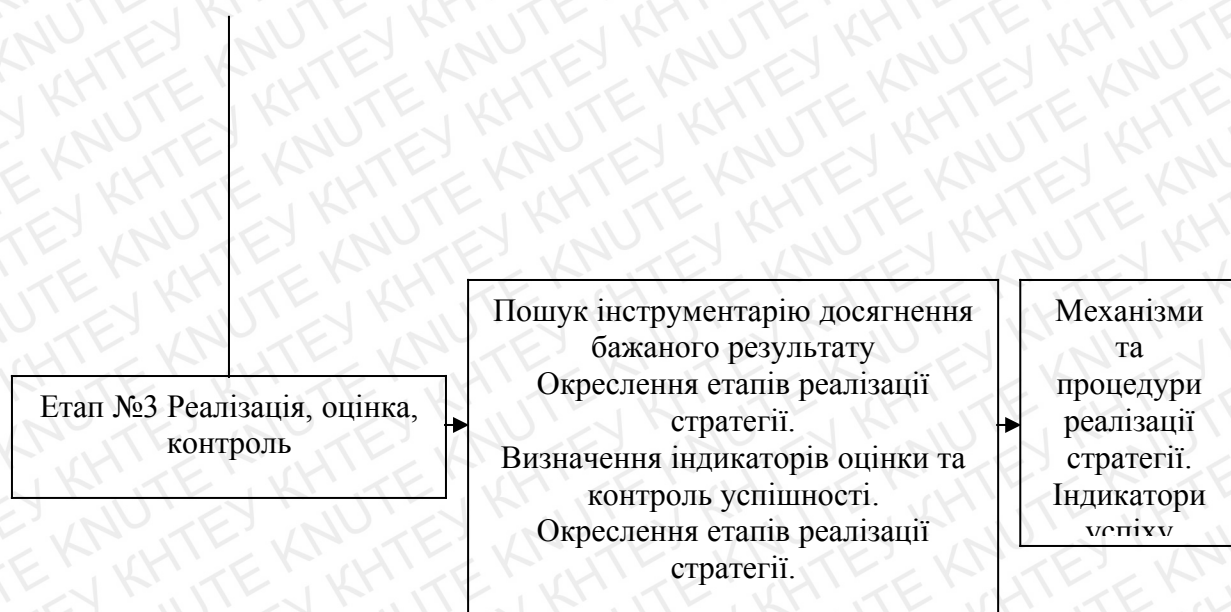 Етап №3 Реалізація, оцінка,
контроль
Пошук інструментарію досягнення
бажаного результату
Окреслення етапів реалізації
стратегії.
Визначення індикаторів оцінки та
контроль успішності.
Окреслення етапів реалізації
стратегії.
Механізми
та
процедури
реалізації
стратегії.
Індикатори
успіху